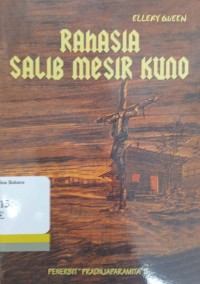 ELLERY QUEEN
RAHASIA
SALIB MESIR KUNO
PENERBIT "PRADNJAPARAMITA"